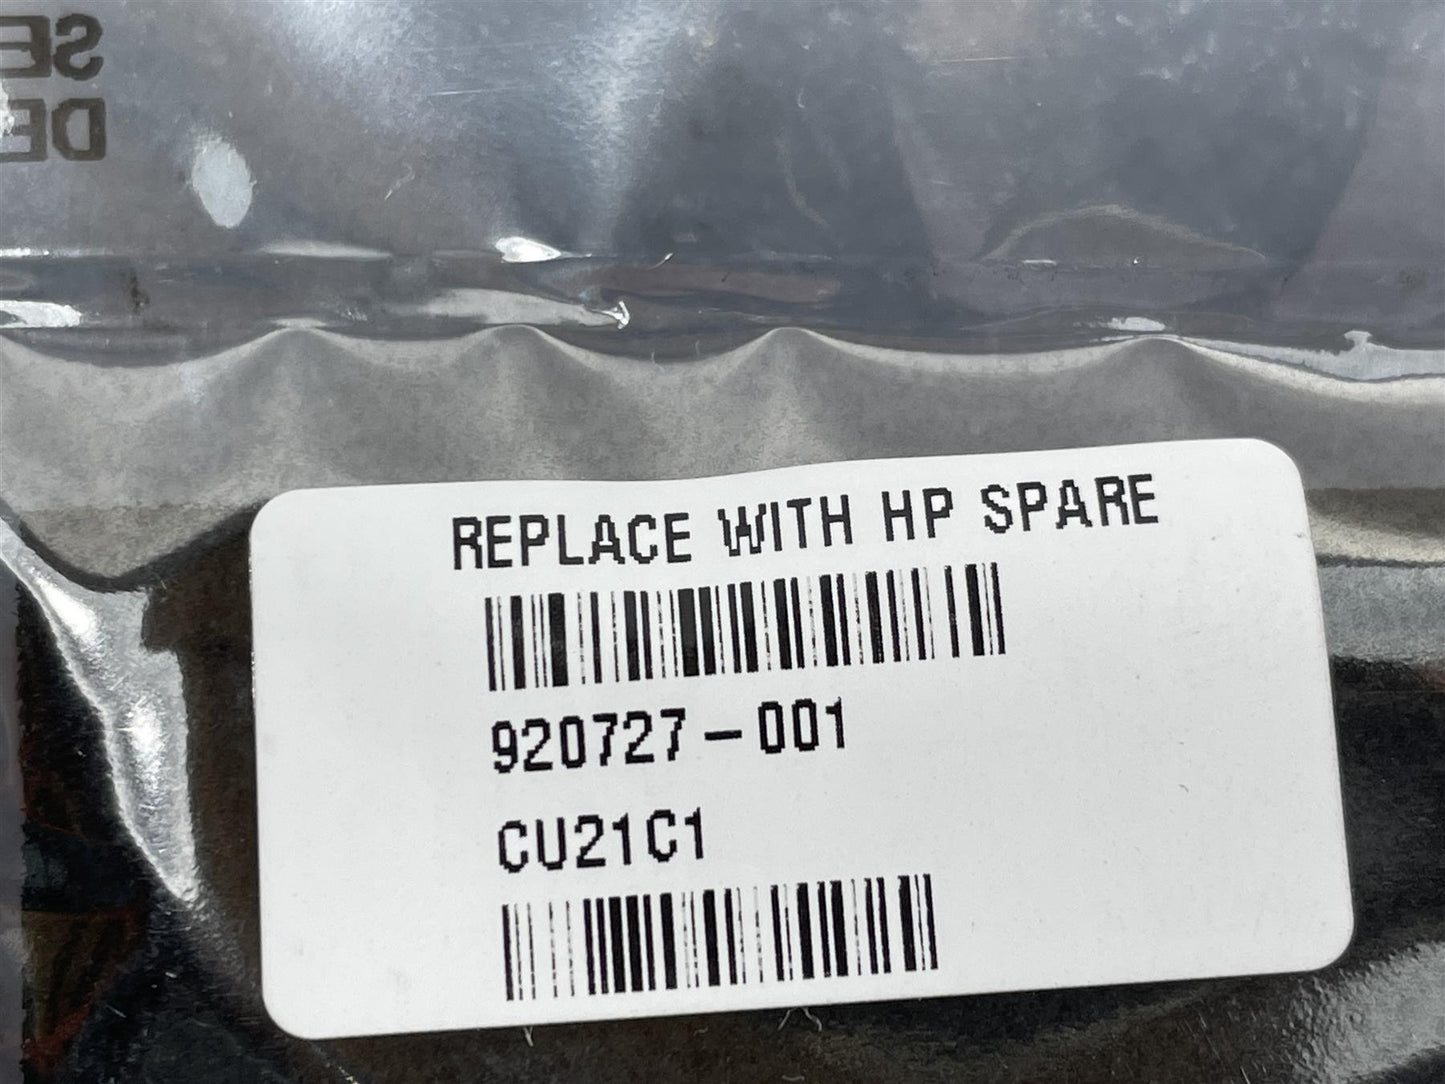 REPLACE WITH HP SPARE
920727-001
CU21C1